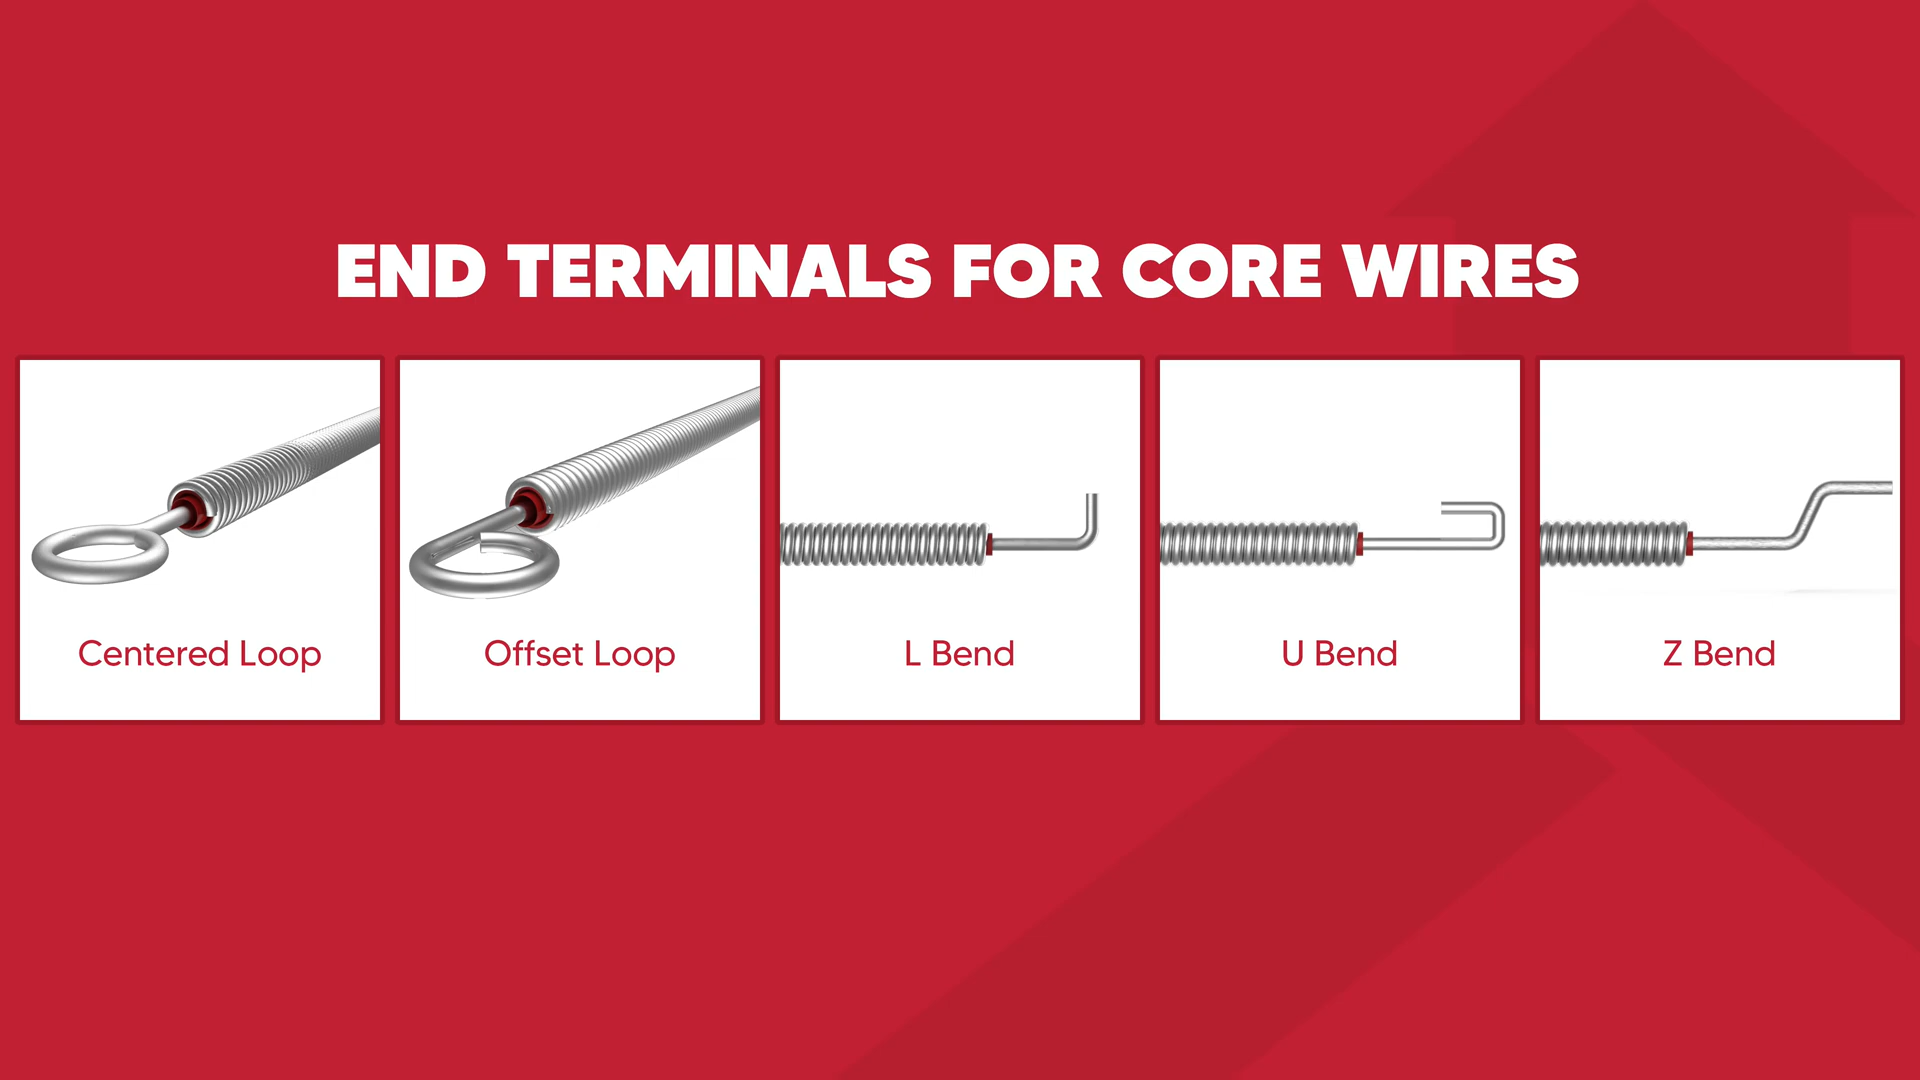 END TERMINALS FOR CORE WIRES
Centered Loop
Offset Loop
L Bend
U Bend
Z Bend